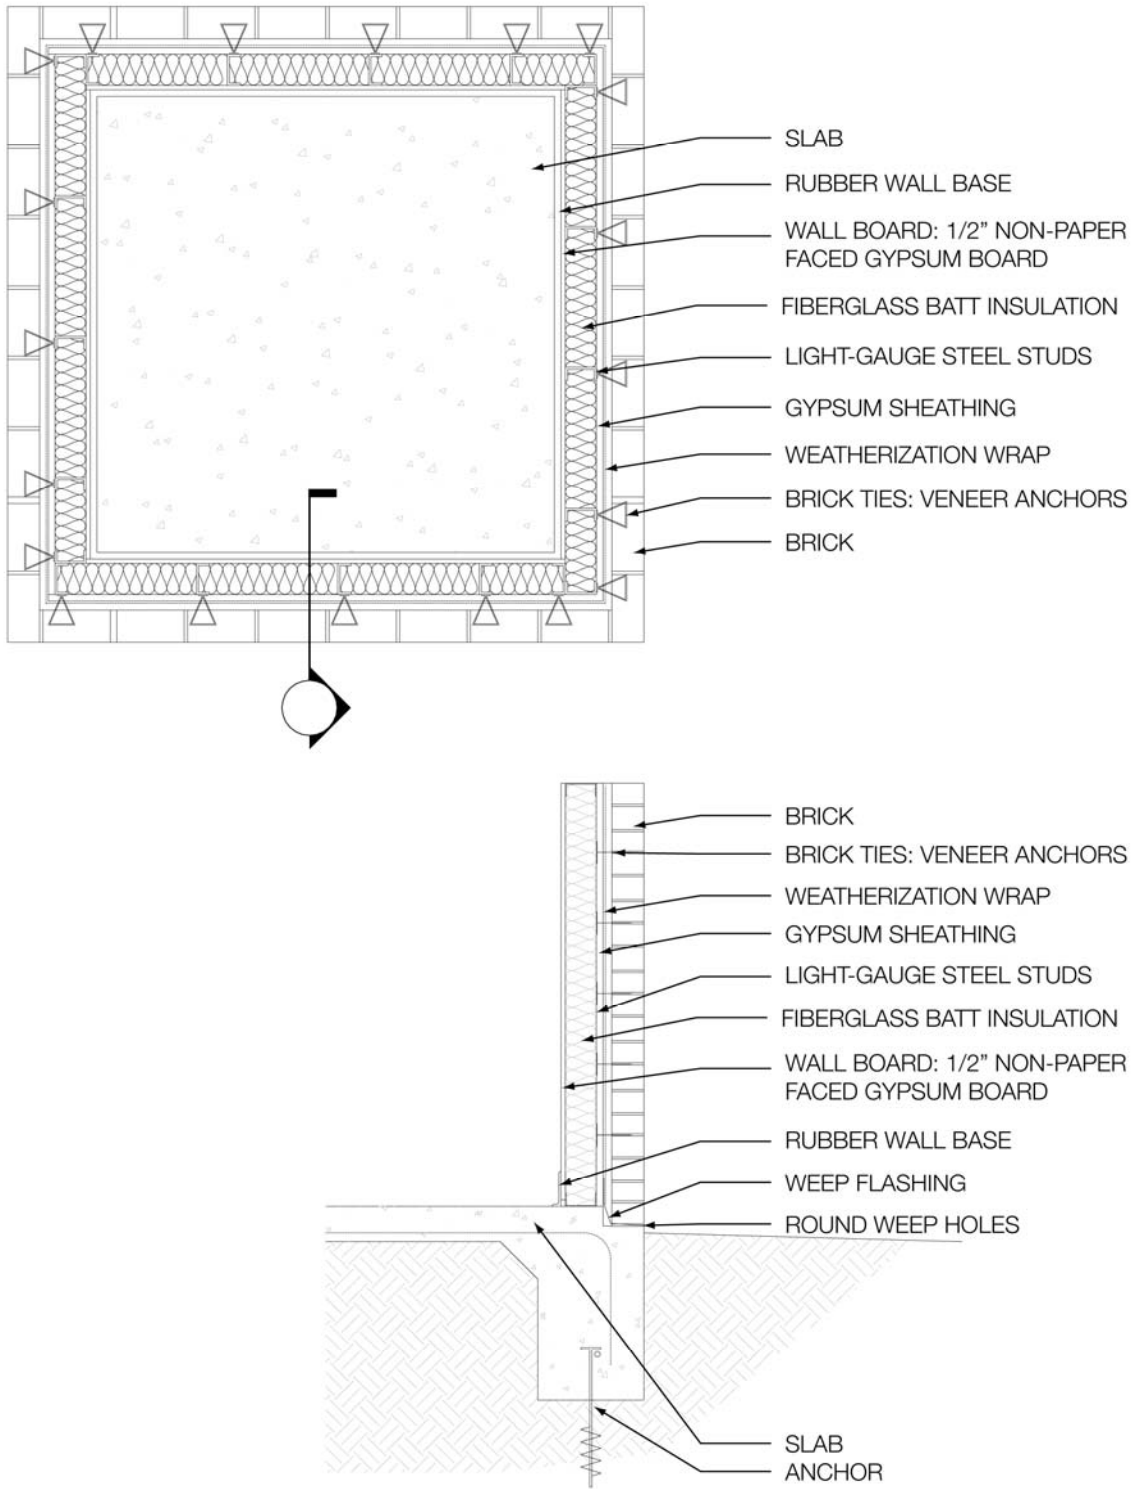 SLAB
RUBBER WALL BASE
WALL BOARD: 1/2” NON-PAPER
FACED GYPSUM BOARD
FIBERGLASS BATT INSULATION
LIGHT-GAUGE STEEL STUDS
GYPSUM SHEATHING
WEATHERIZATION WRAP
BRICK TIES: VENEER ANCHORS
BRICK
BRICK
BRICK TIES: VENEER ANCHORS
WEATHERIZATION WRAP
GYPSUM SHEATHING
LIGHT-GAUGE STEEL STUDS
FIBERGLASS BATT INSULATION
WALL BOARD: 1/2” NON-PAPER
FACED GYPSUM BOARD
RUBBER WALL BASE
WEEP FLASHING
ROUND WEEP HOLES
SLAB
ANCHOR